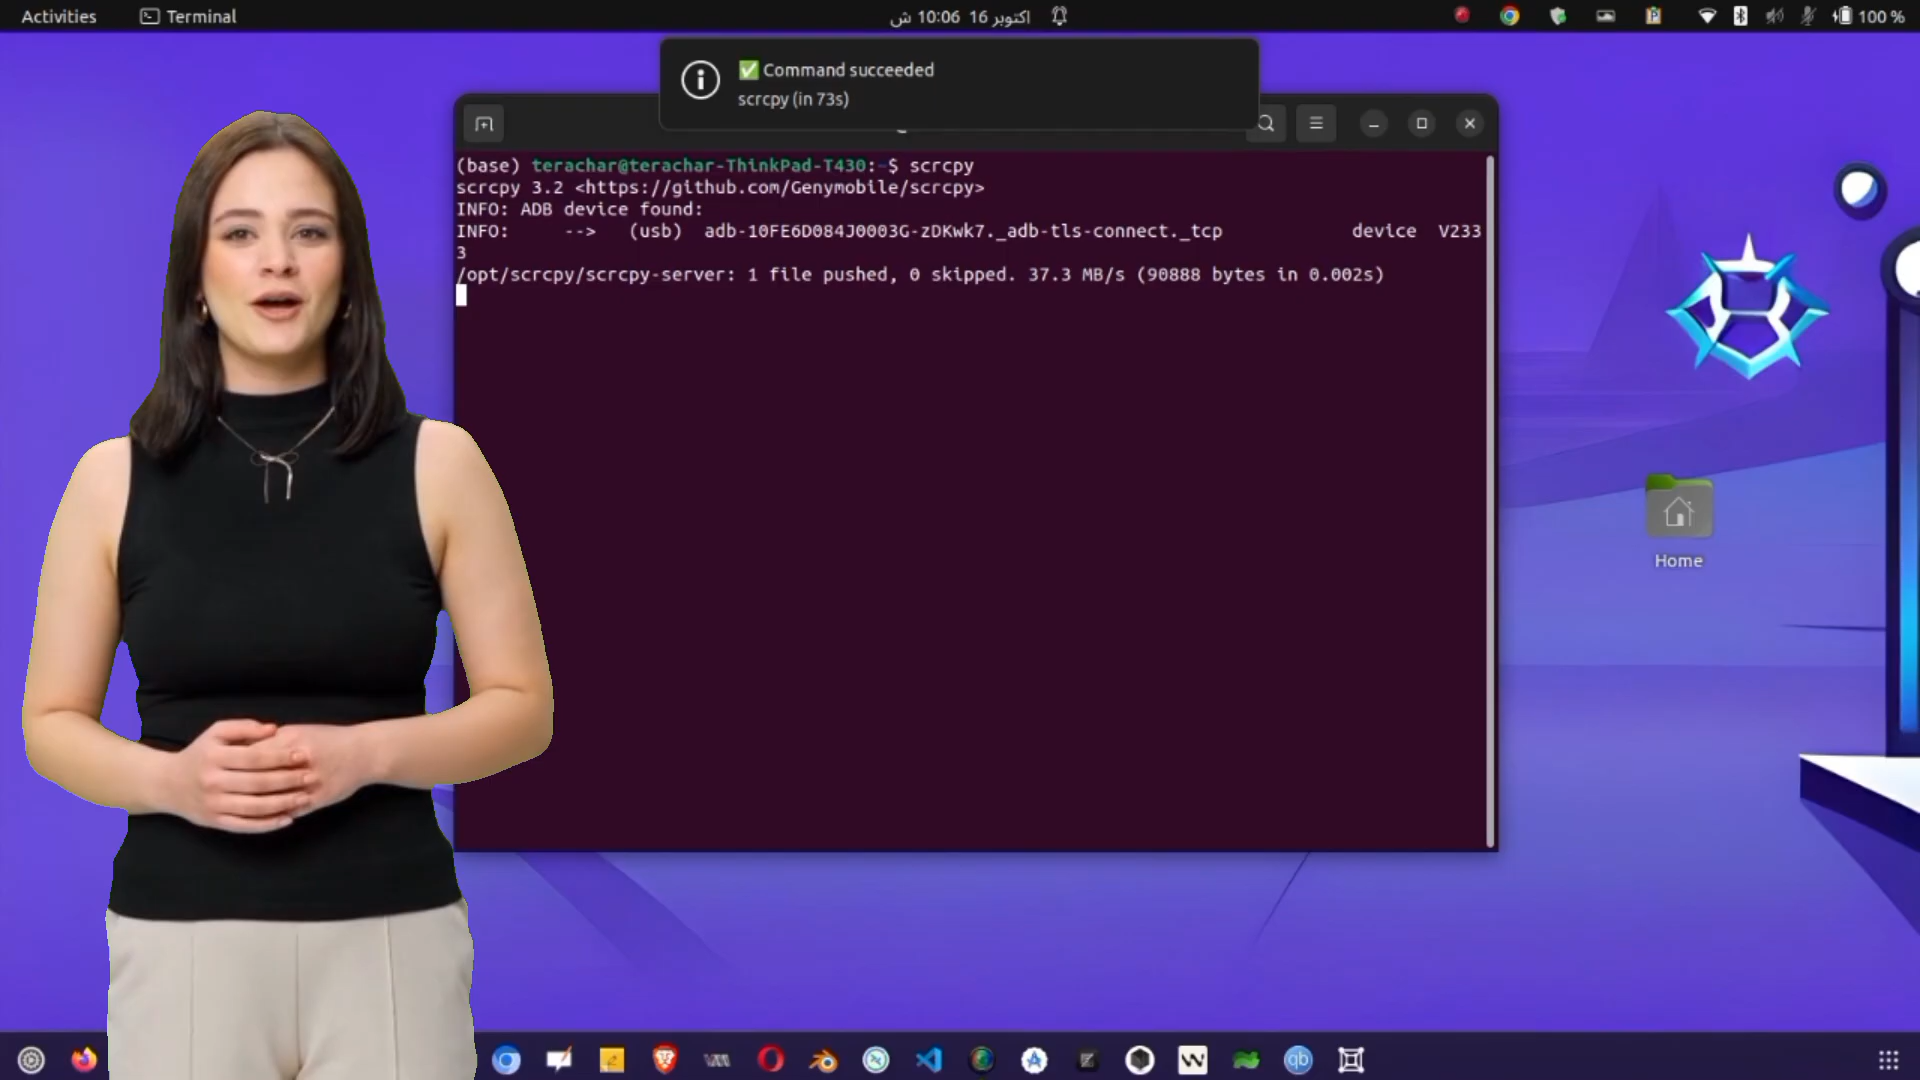 Activities
Terminal
اکتوبر 16  10:06 ش
100 %
✅ Command succeeded
scrcpy (in 73s)
(base) terachar@terachar-ThinkPad-T430:~$ scrcpy
scrcpy 3.2 <https://github.com/Genymobile/scrcpy>
INFO: ADB device found:
INFO:     -->   (usb)  adb-10FE6D084J0003G-zDKwk7._adb-tls-connect._tcp            device  V233
3
/opt/scrcpy/scrcpy-server: 1 file pushed, 0 skipped. 37.3 MB/s (90888 bytes in 0.002s)
Home
qb